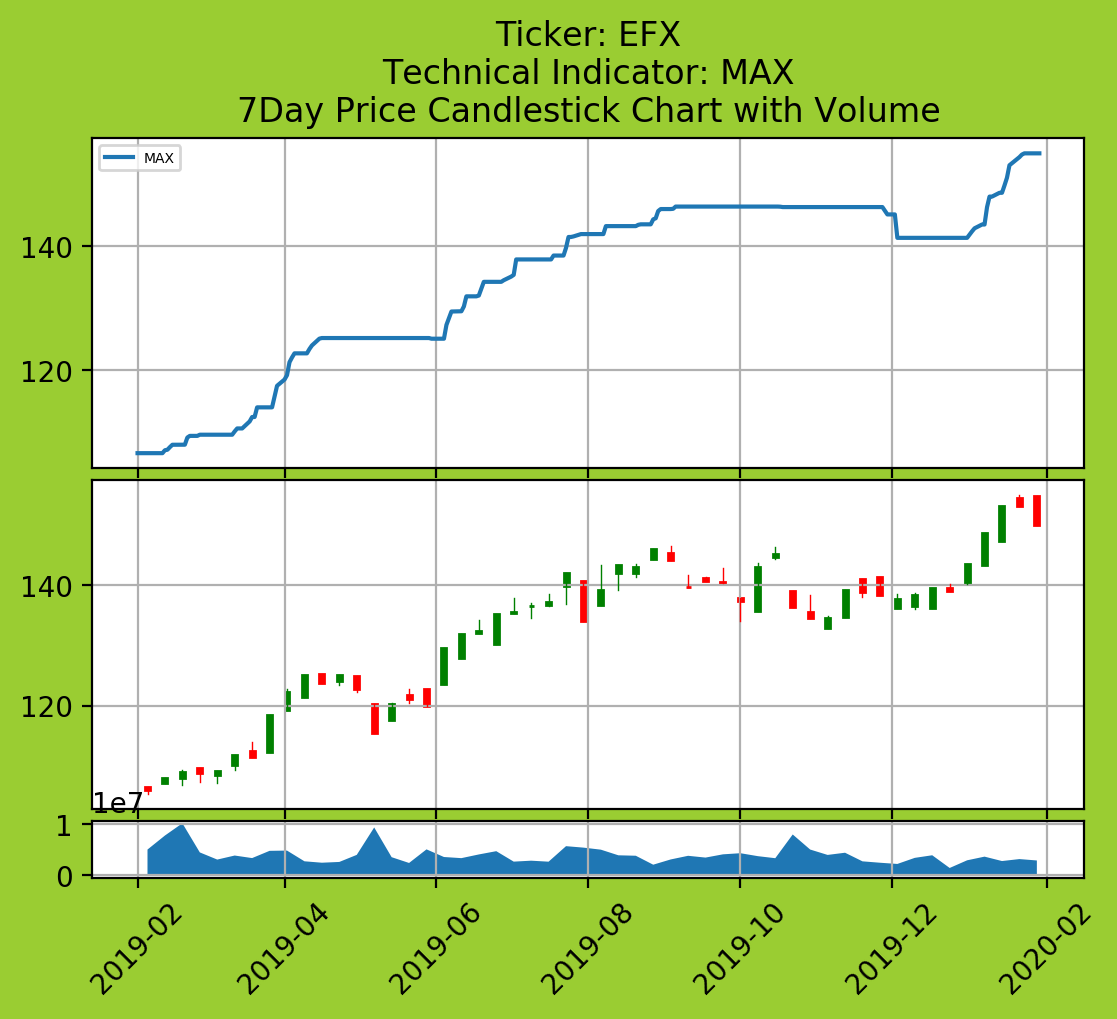 Ticker: EFX
Technical Indicator: MAX
7Day Price Candlestick Chart with Volume
MAX
140
120
140
120
1e7
1
0
2019-02
2019-04
2019-06
2019-08
2019-10
2019-12
2020-02